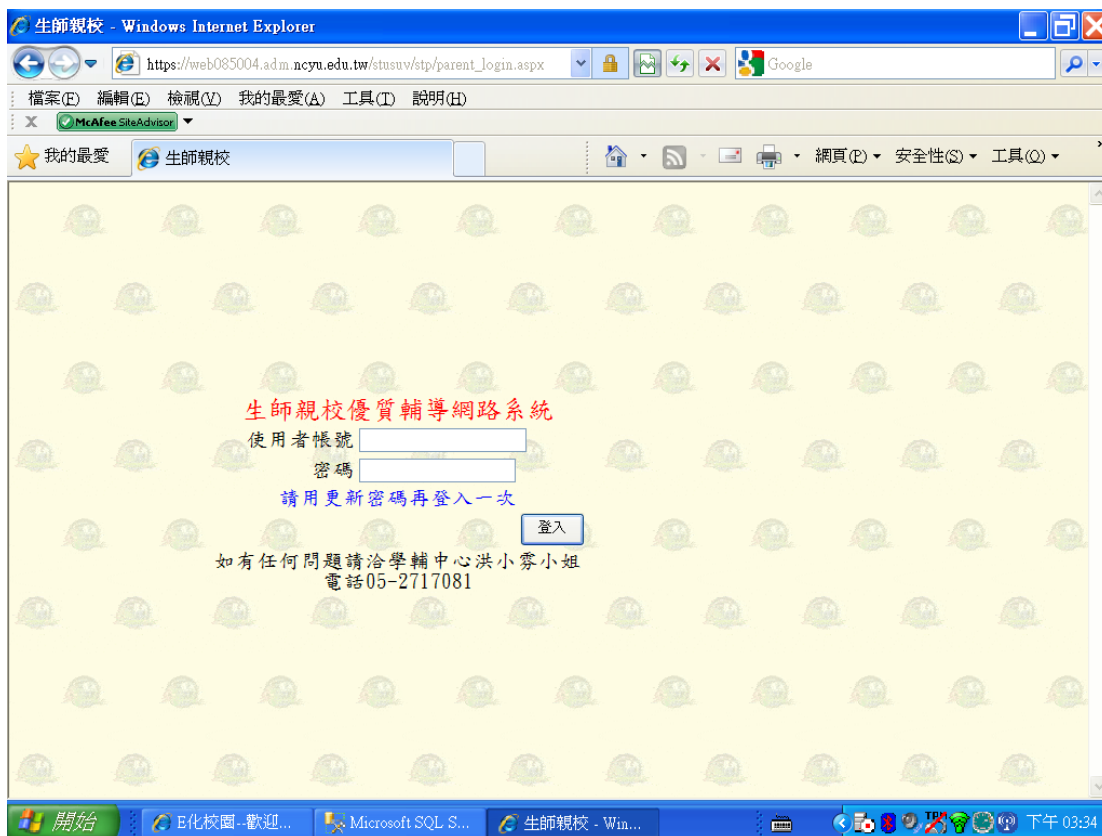 生師親校 - Windows Internet Explorer
https://web085004.adm.ncyu.edu.tw/stusuv/stp/parent_login.aspx
Google
檔案(F) 編輯(E) 檢視(V) 我的最愛(A) 工具(T) 說明(H)
X McAfee SiteAdvisor
我的最愛 生師親校 網頁(P) 安全性(S) 工具(O)
生師親校優質輔導網路系統
使用者帳號
密碼
請用更新密碼再登入一次
登入
如有任何問題請洽學輔中心洪小雰小姐
電話05-2717081
開始 E化校園--歡迎... Microsoft SQL S... 生師親校 - Win... 下午 03:34